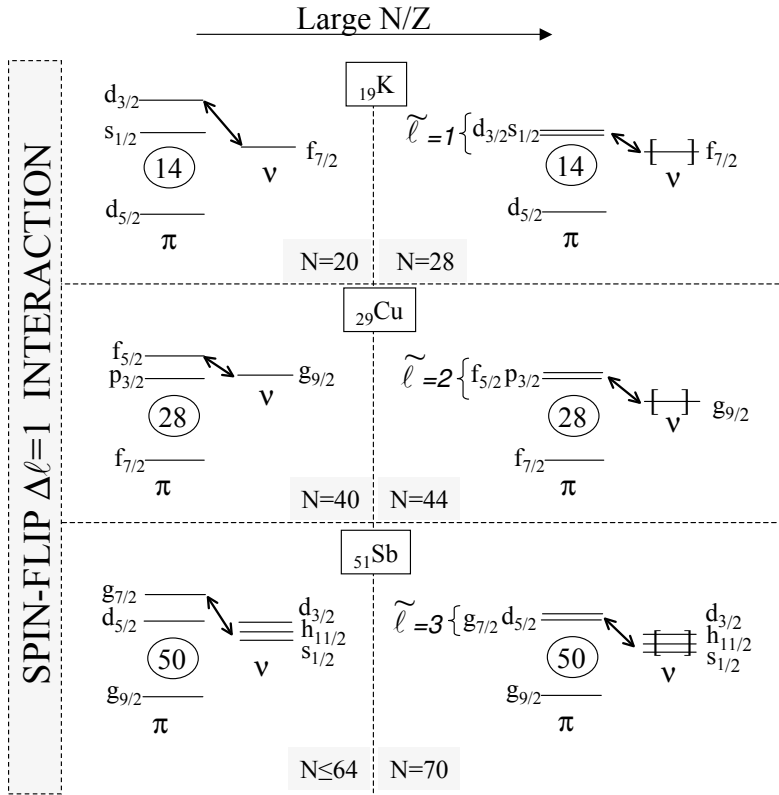 Large N/Z
SPIN-FLIP Δℓ=1 INTERACTION
₁₉K
d₃/₂
s₁/₂
14
d₅/₂
π
ν
f₇/₂
N=20
ℓ̃ =1 { d₃/₂s₁/₂
14
d₅/₂
π
[ ] f₇/₂
ν
N=28
₂₉Cu
f₅/₂
p₃/₂
28
f₇/₂
π
g₉/₂
ν
N=40
ℓ̃ =2 { f₅/₂ p₃/₂
28
f₇/₂
π
[ ] g₉/₂
ν
N=44
₅₁Sb
g₇/₂
d₅/₂
50
g₉/₂
π
d₃/₂
h₁₁/₂
s₁/₂
ν
N≤64
ℓ̃ =3 { g₇/₂ d₅/₂
50
g₉/₂
π
d₃/₂
[ ] h₁₁/₂
s₁/₂
ν
N=70